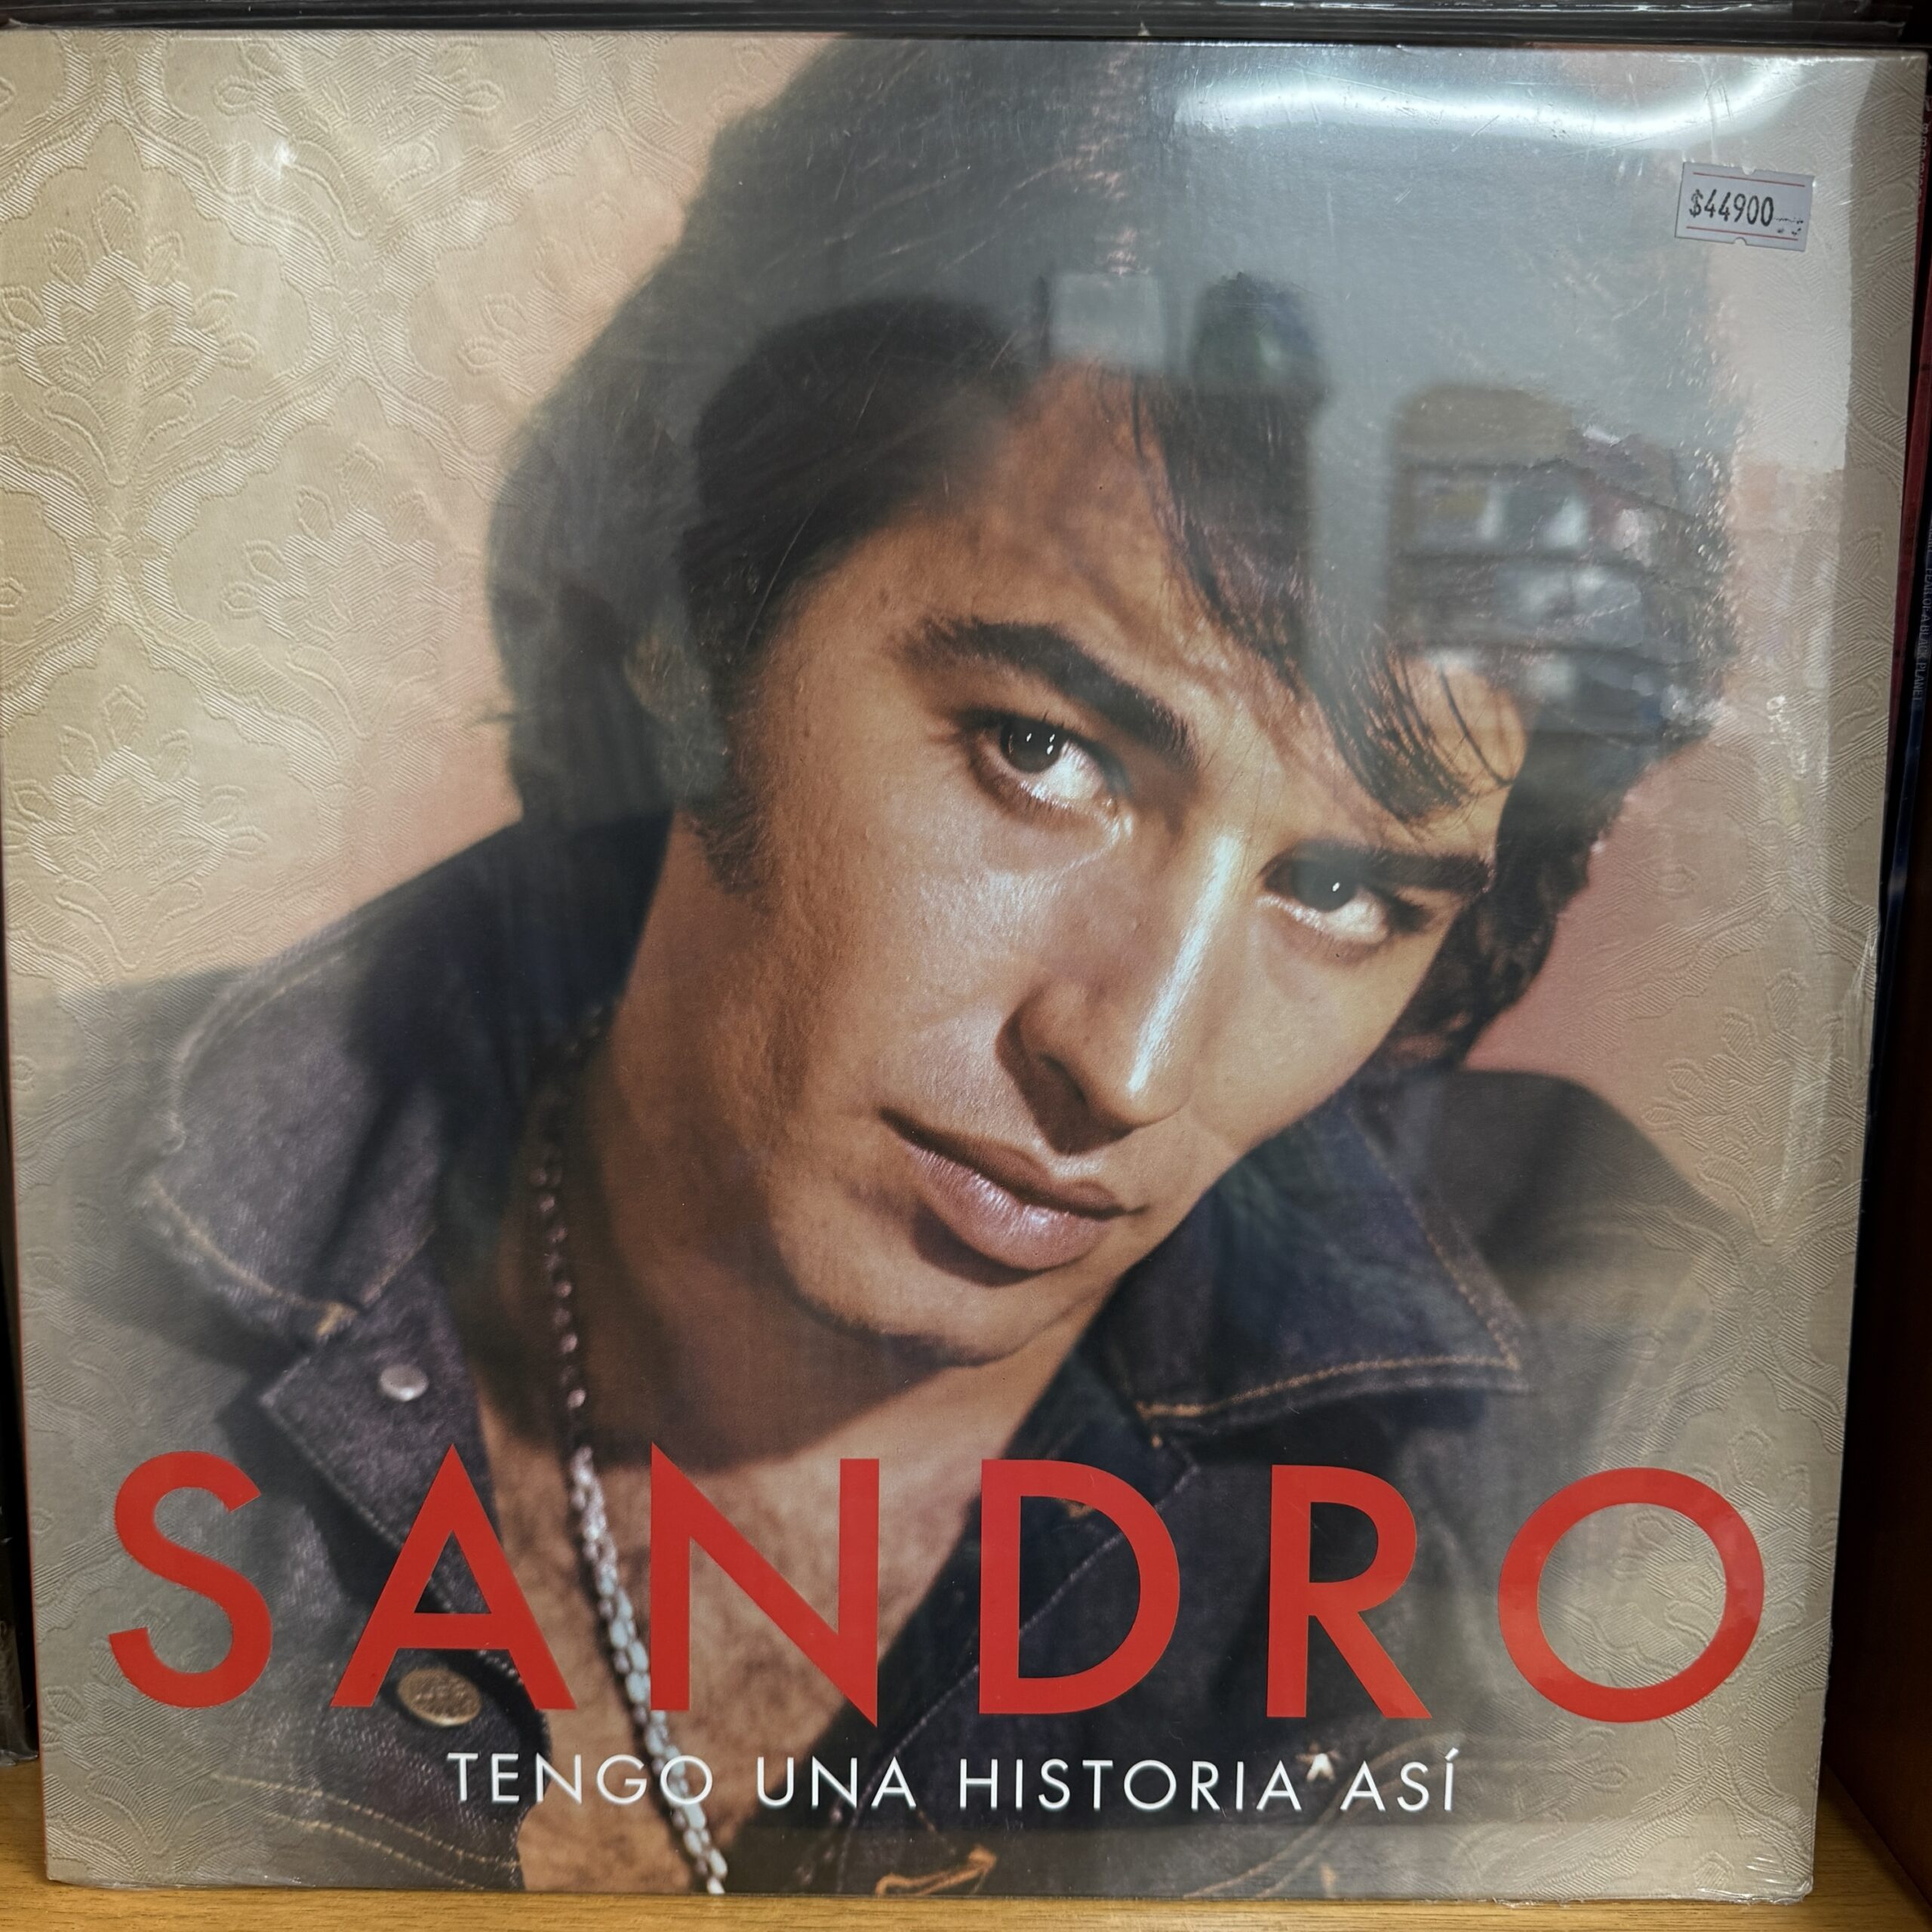 $44900
SANDRO
TENGO UNA HISTORIA ASÍ